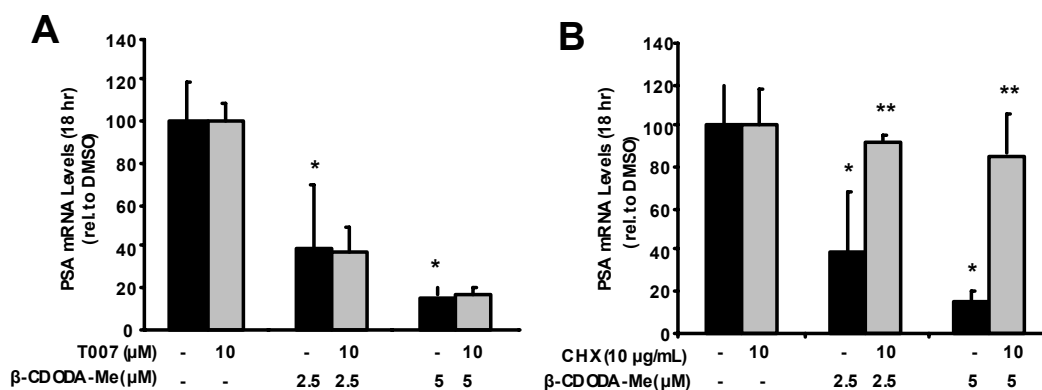 A
PSA mRNA Levels (18 hr)
(rel. to DMSO)
140
120
100
80
60
40
20
0
*
*
T007 (µM) - 10 - 10 - 10
β-CDODA-Me (µM) - - 2.5 2.5 5 5
B
PSA mRNA Levels (18 hr)
(rel. to DMSO)
140
120
100
80
60
40
20
0
*
**
*
**
CHX (10 µg/mL) - 10 - 10 - 10
β-CDODA-Me (µM) - - 2.5 2.5 5 5